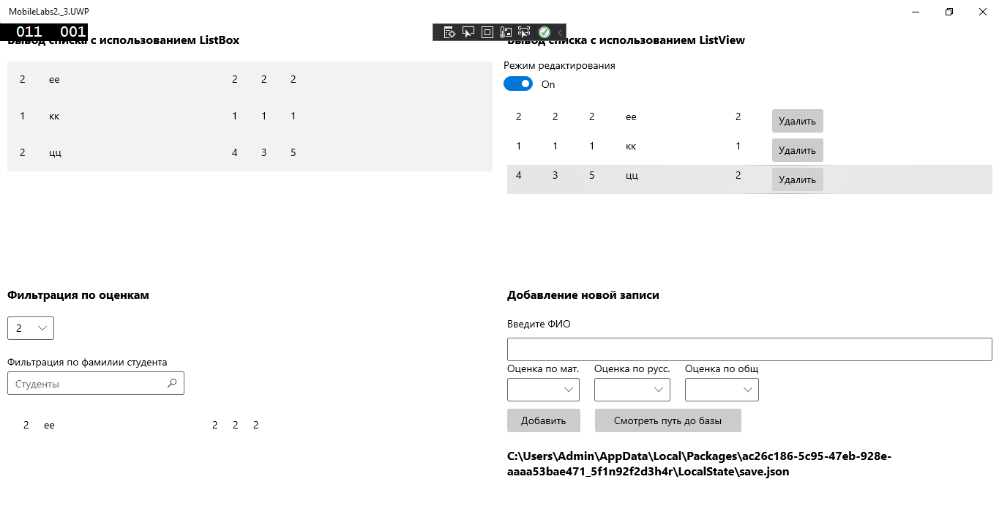 MobileLabs2._3.UWP
011 001
Вывод списка с использованием ListBox
2 ее 2 2 2
1 кк 1 1 1
2 цц 4 3 5
Вывод списка с использованием ListView
Режим редактирования
On
2 2 2 ее 2 Удалить
1 1 1 кк 1 Удалить
4 3 5 цц 2 Удалить
Фильтрация по оценкам
2
Фильтрация по фамилии студента
Студенты
2 ее 2 2 2
Добавление новой записи
Введите ФИО
Оценка по мат. Оценка по русс. Оценка по общ
Добавить Смотреть путь до базы
C:\Users\Admin\AppData\Local\Packages\ac26c186-5c95-47eb-928e-
aaaa53bae471_5f1n92f2d3h4r\LocalState\save.json